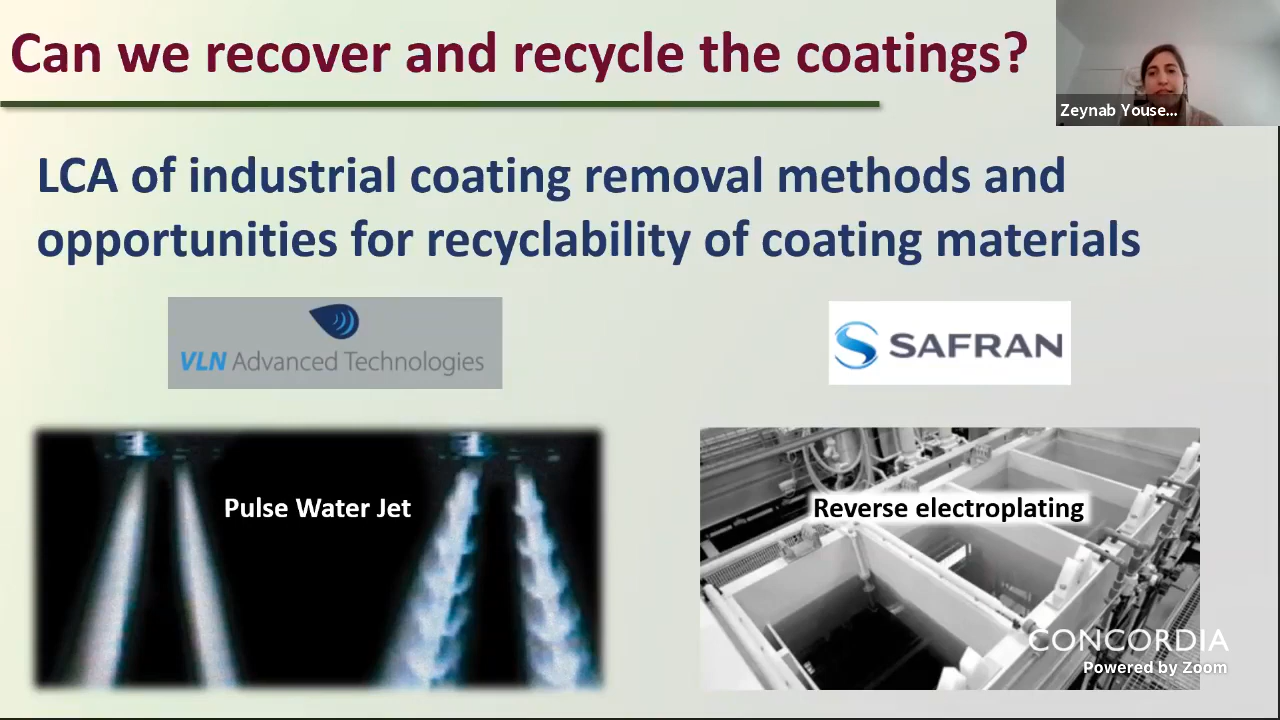 Can we recover and recycle the coatings?
Zeynab Youse...
LCA of industrial coating removal methods and
opportunities for recyclability of coating materials
VLN Advanced Technologies
SAFRAN
Pulse Water Jet
Reverse electroplating
CONCORDIA
Powered by Zoom